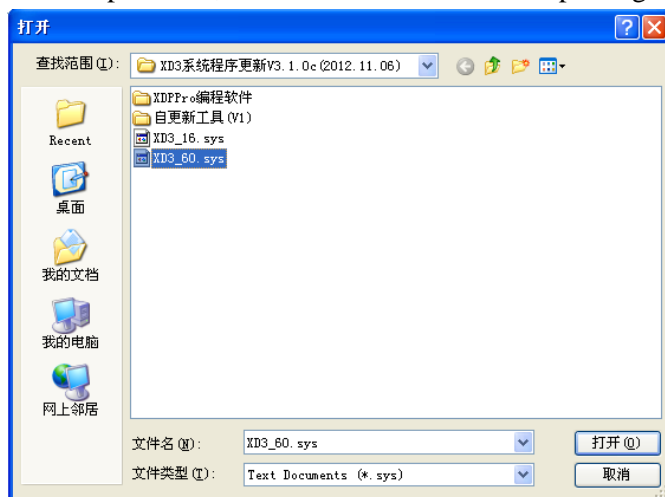 打开
查找范围(I):
XD3系统程序更新V3.1.0c(2012.11.06)
XDPPro编程软件
自更新工具(V1)
XD3_16.sys
XD3_60.sys
Recent
桌面
我的文档
我的电脑
网上邻居
文件名(N):
XD3_60.sys
打开(O)
文件类型(T):
Text Documents (*.sys)
取消